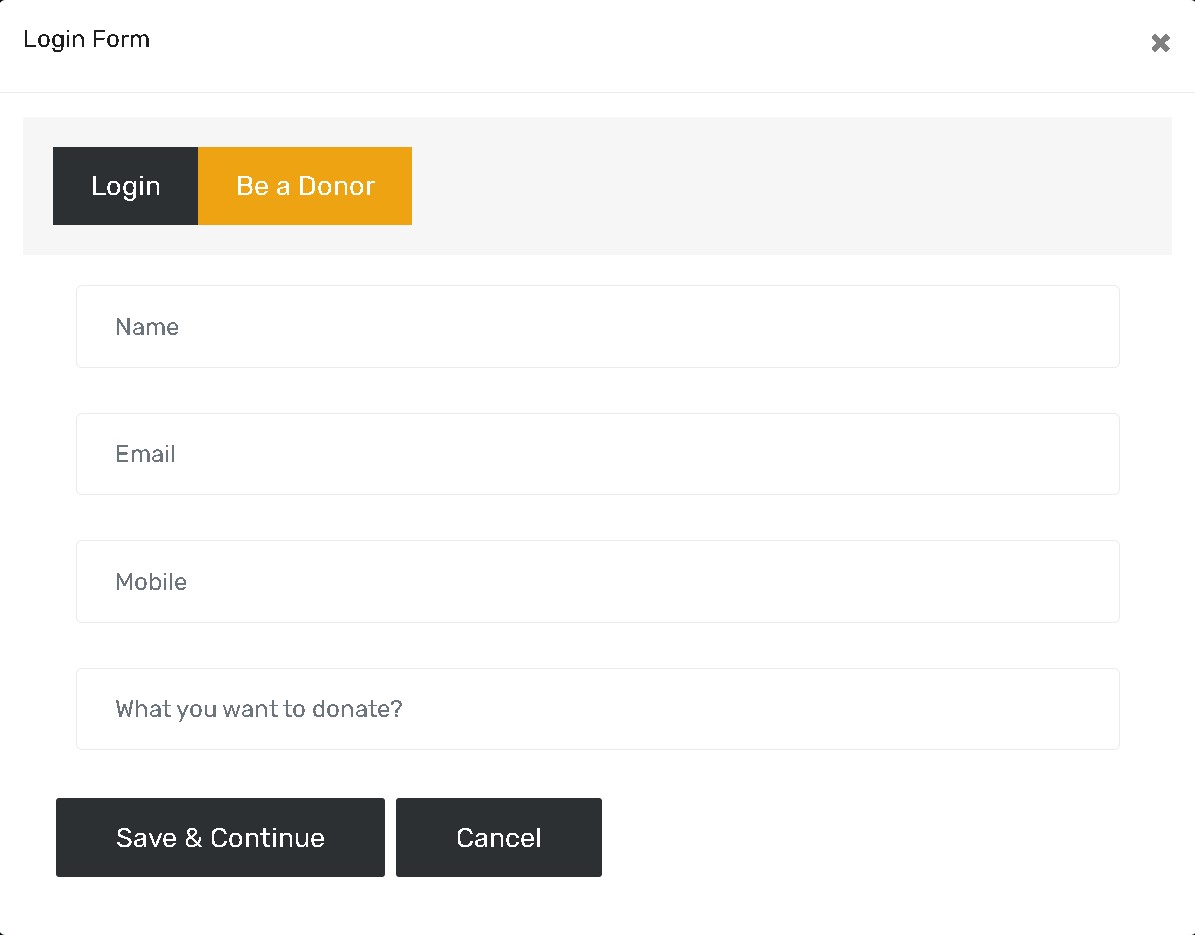 Login Form
Login Be a Donor
Name
Email
Mobile
What you want to donate?
Save & Continue Cancel